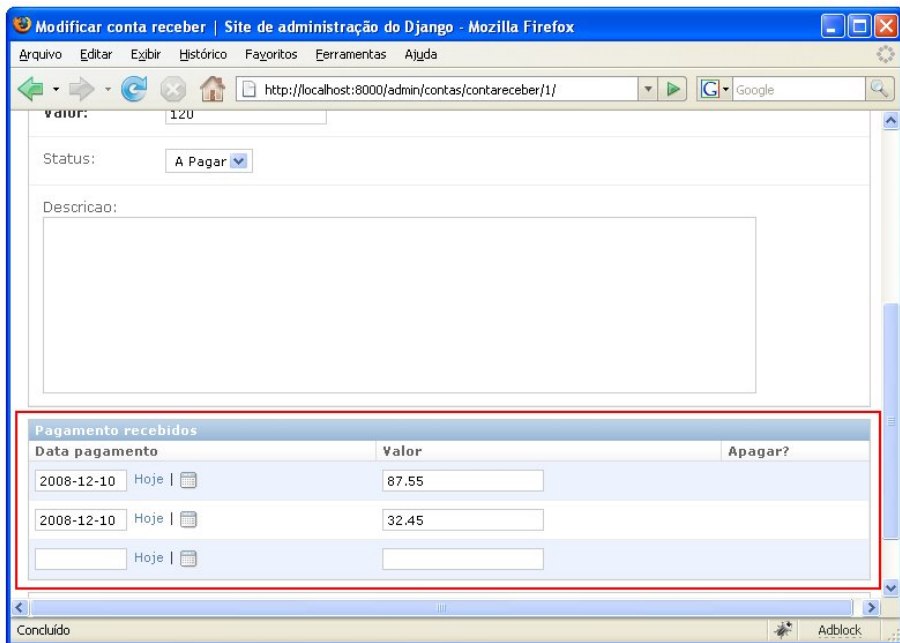 Modificar conta receber | Site de administração do Django - Mozilla Firefox
Arquivo Editar Exibir Histórico Favoritos Ferramentas Ajuda
http://localhost:8000/admin/contas/contareceber/1/ G Google
Valor: 120
Status: A Pagar
Descricao:
Pagamento recebidos
Data pagamento Valor Apagar?
2008-12-10 Hoje | 87.55
2008-12-10 Hoje | 32.45
Hoje |
Concluído Adblock